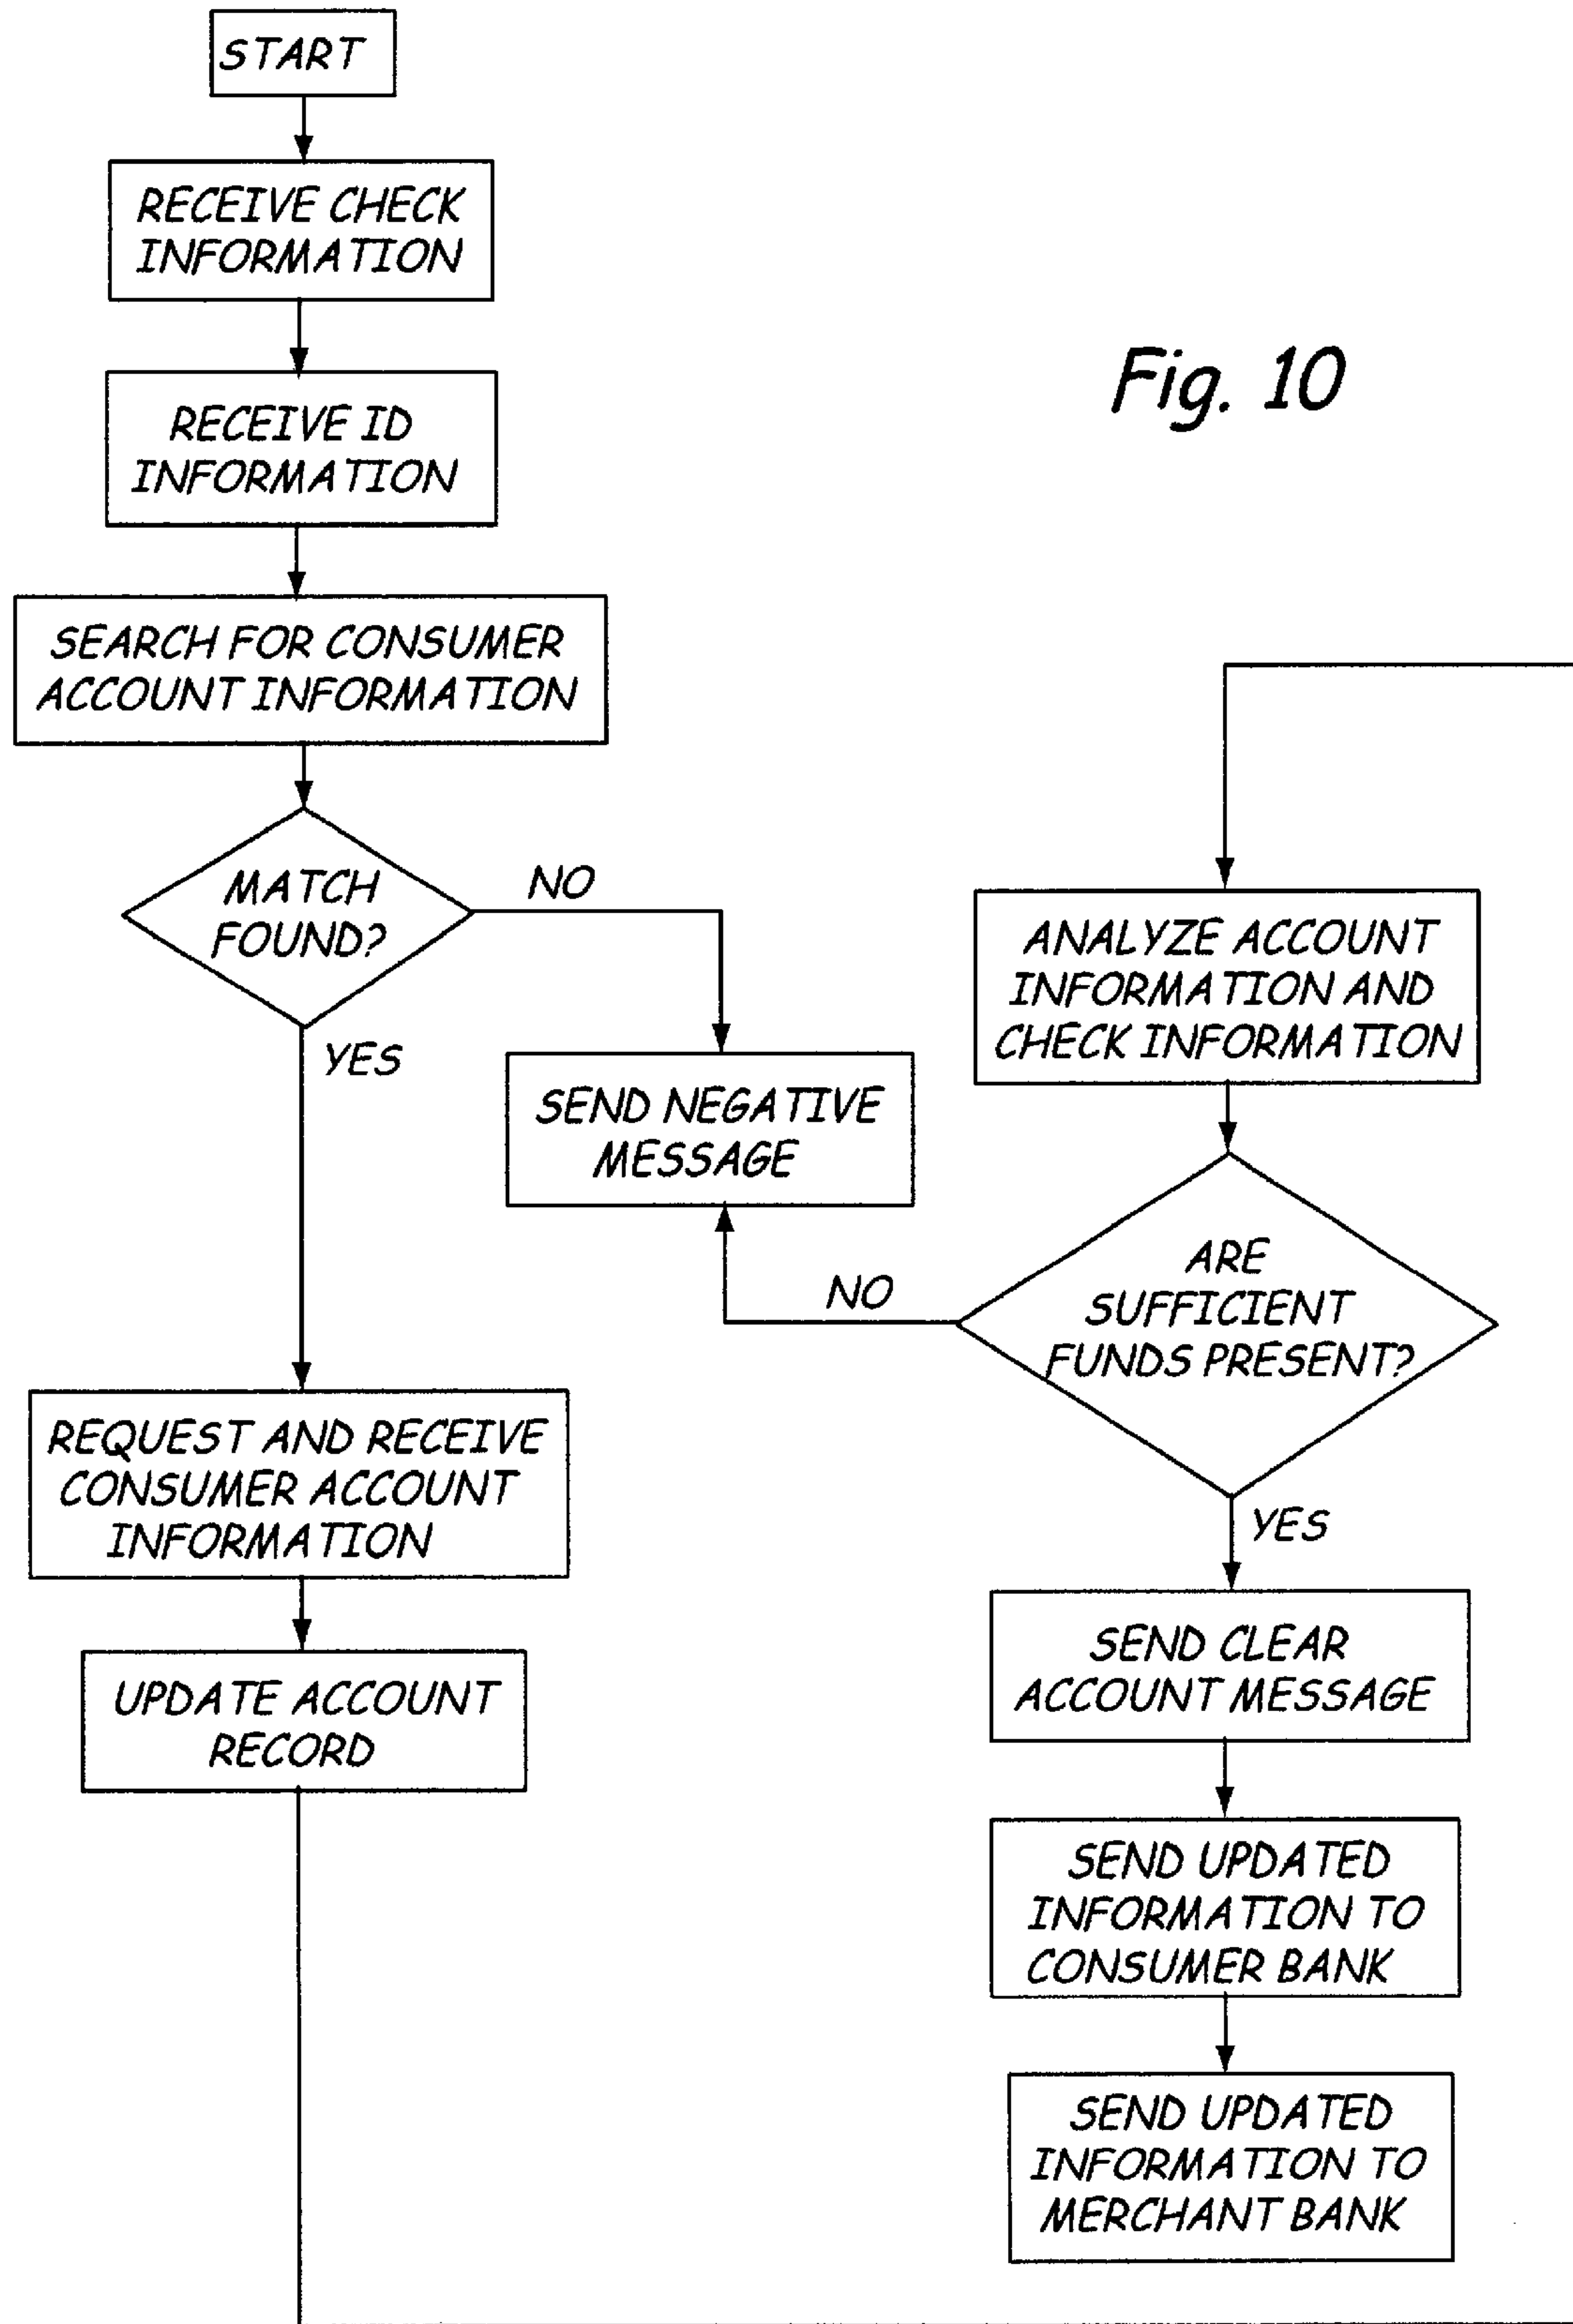 START
RECEIVE CHECK
INFORMATION
RECEIVE ID
INFORMATION
SEARCH FOR CONSUMER
ACCOUNT INFORMATION
MATCH
FOUND?
NO
YES
SEND NEGATIVE
MESSAGE
REQUEST AND RECEIVE
CONSUMER ACCOUNT
INFORMATION
UPDATE ACCOUNT
RECORD
Fig. 10
ANALYZE ACCOUNT
INFORMATION AND
CHECK INFORMATION
ARE
SUFFICIENT
FUNDS PRESENT?
NO
YES
SEND CLEAR
ACCOUNT MESSAGE
SEND UPDATED
INFORMATION TO
CONSUMER BANK
SEND UPDATED
INFORMATION TO
MERCHANT BANK